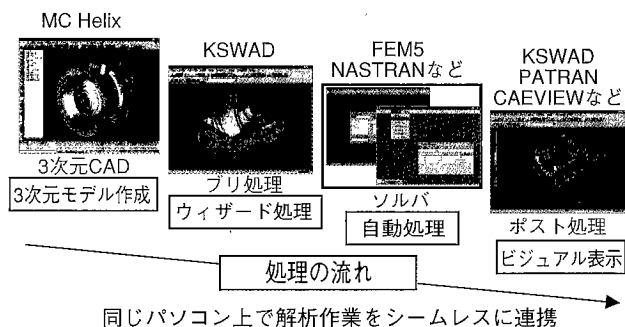 MC Helix
3次元CAD
3次元モデル作成
KSWAD
プリ処理
ウィザード処理
FEM5
NASTRANなど
ソルバ
自動処理
KSWAD
PATRAN
CAEVIEWなど
ポスト処理
ビジュアル表示
処理の流れ
同じパソコン上で解析作業をシームレスに連携